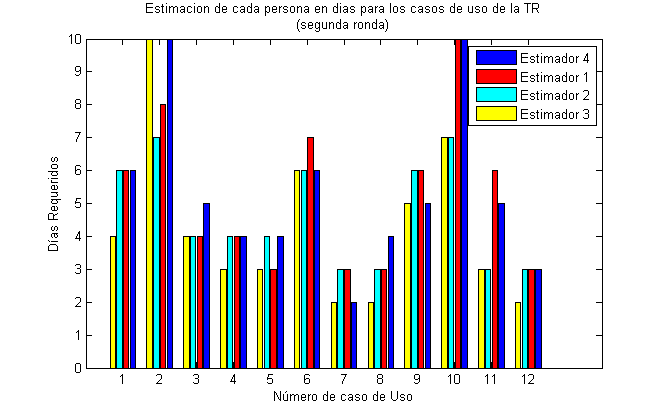 Estimacion de cada persona en dias para los casos de uso de la TR
(segunda ronda)
10
9
8
7
6
5
4
3
2
1
0
Días Requeridos
Estimador 4
Estimador 1
Estimador 2
Estimador 3
1 2 3 4 5 6 7 8 9 10 11 12
Número de caso de Uso